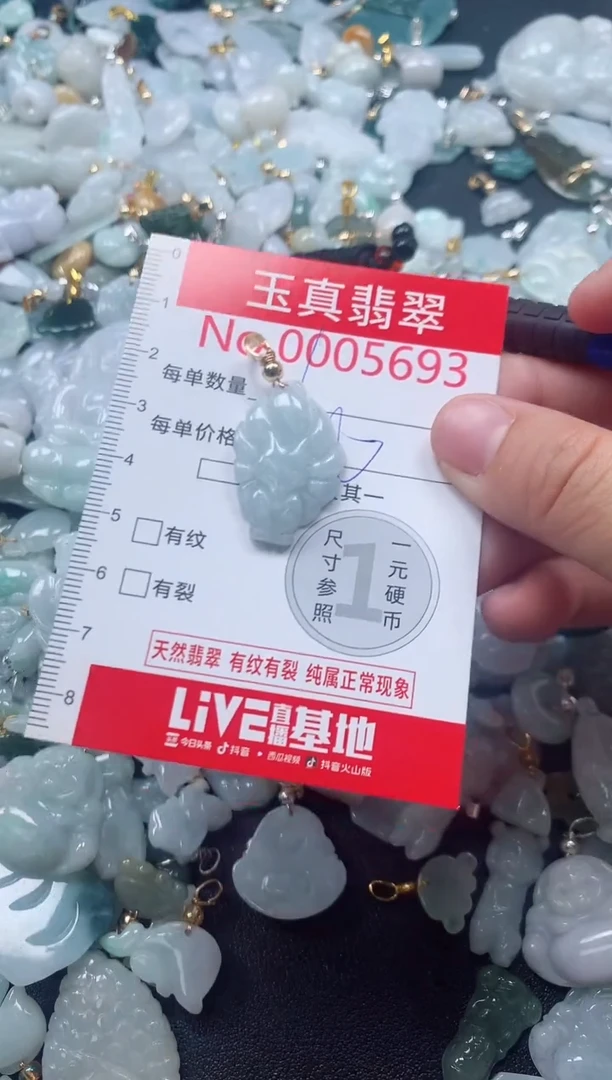 玉真翡翠
No.0005693
每单数量
每单价格
其一
有纹
有裂
尺寸参照
1
一元硬币
天然翡翠 有纹有裂 纯属正常现象
LiVE直播基地
今日头条 抖音 西瓜视频 抖音火山版
0
1
2
3
4
5
6
7
8